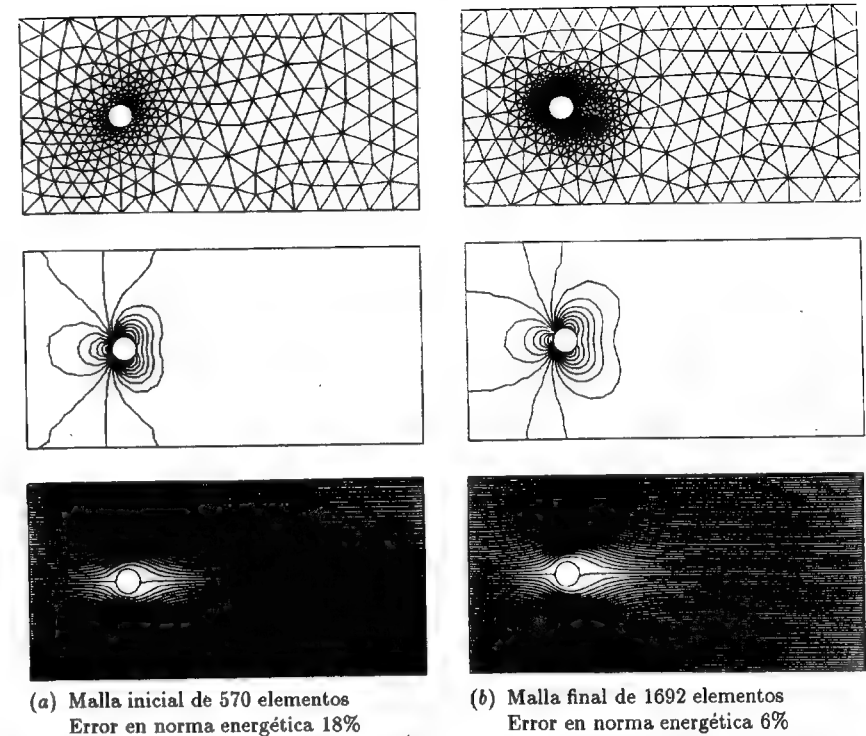 (a) Malla inicial de 570 elementos
Error en norma energética 18%
(b) Malla final de 1692 elementos
Error en norma energética 6%